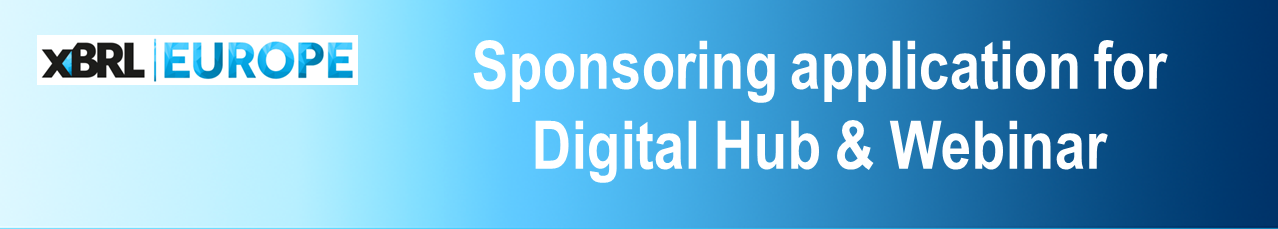 xBRL EUROPE
Sponsoring application for
Digital Hub & Webinar